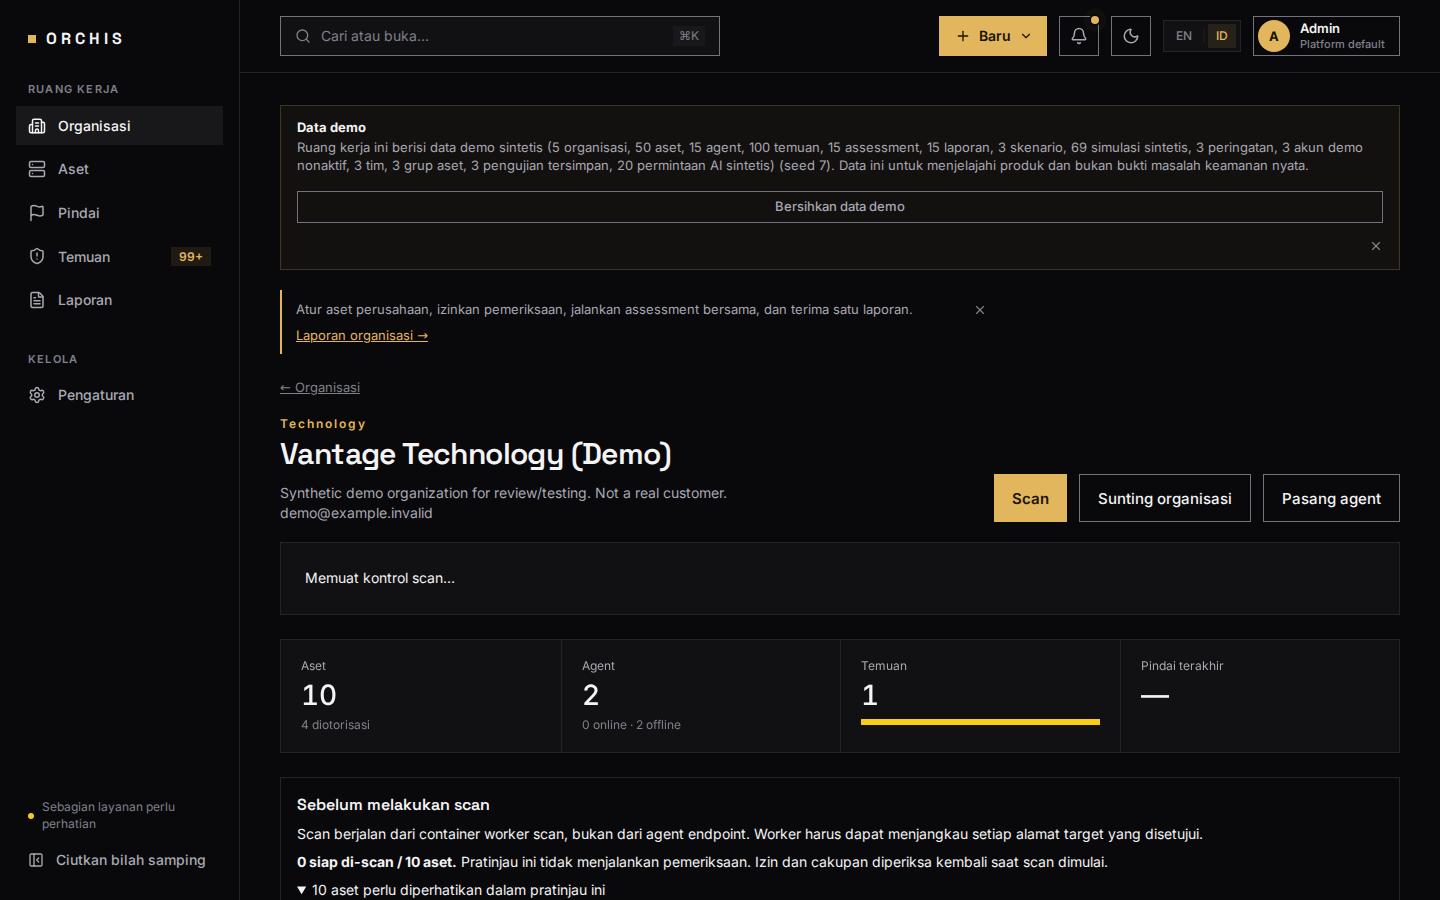 ORCHIS
Cari atau buka...
⌘K
Baru
EN
ID
A
Admin
Platform default
RUANG KERJA
Organisasi
Aset
Pindai
Temuan
99+
Laporan
KELOLA
Pengaturan
Sebagian layanan perlu
perhatian
Ciutkan bilah samping
Data demo
Ruang kerja ini berisi data demo sintetis (5 organisasi, 50 aset, 15 agent, 100 temuan, 15 assessment, 15 laporan, 3 skenario, 69 simulasi sintetis, 3 peringatan, 3 akun demo
nonaktif, 3 tim, 3 grup aset, 3 pengujian tersimpan, 20 permintaan AI sintetis) (seed 7). Data ini untuk menjelajahi produk dan bukan bukti masalah keamanan nyata.
Bersihkan data demo
Atur aset perusahaan, izinkan pemeriksaan, jalankan assessment bersama, dan terima satu laporan.
Laporan organisasi →
← Organisasi
Technology
Vantage Technology (Demo)
Synthetic demo organization for review/testing. Not a real customer.
demo@example.invalid
Scan
Sunting organisasi
Pasang agent
Memuat kontrol scan...
Aset
10
4 diotorisasi
Agent
2
0 online · 2 offline
Temuan
1
Pindai terakhir
—
Sebelum melakukan scan
Scan berjalan dari container worker scan, bukan dari agent endpoint. Worker harus dapat menjangkau setiap alamat target yang disetujui.
0 siap di-scan / 10 aset. Pratinjau ini tidak menjalankan pemeriksaan. Izin dan cakupan diperiksa kembali saat scan dimulai.
▼ 10 aset perlu diperhatikan dalam pratinjau ini